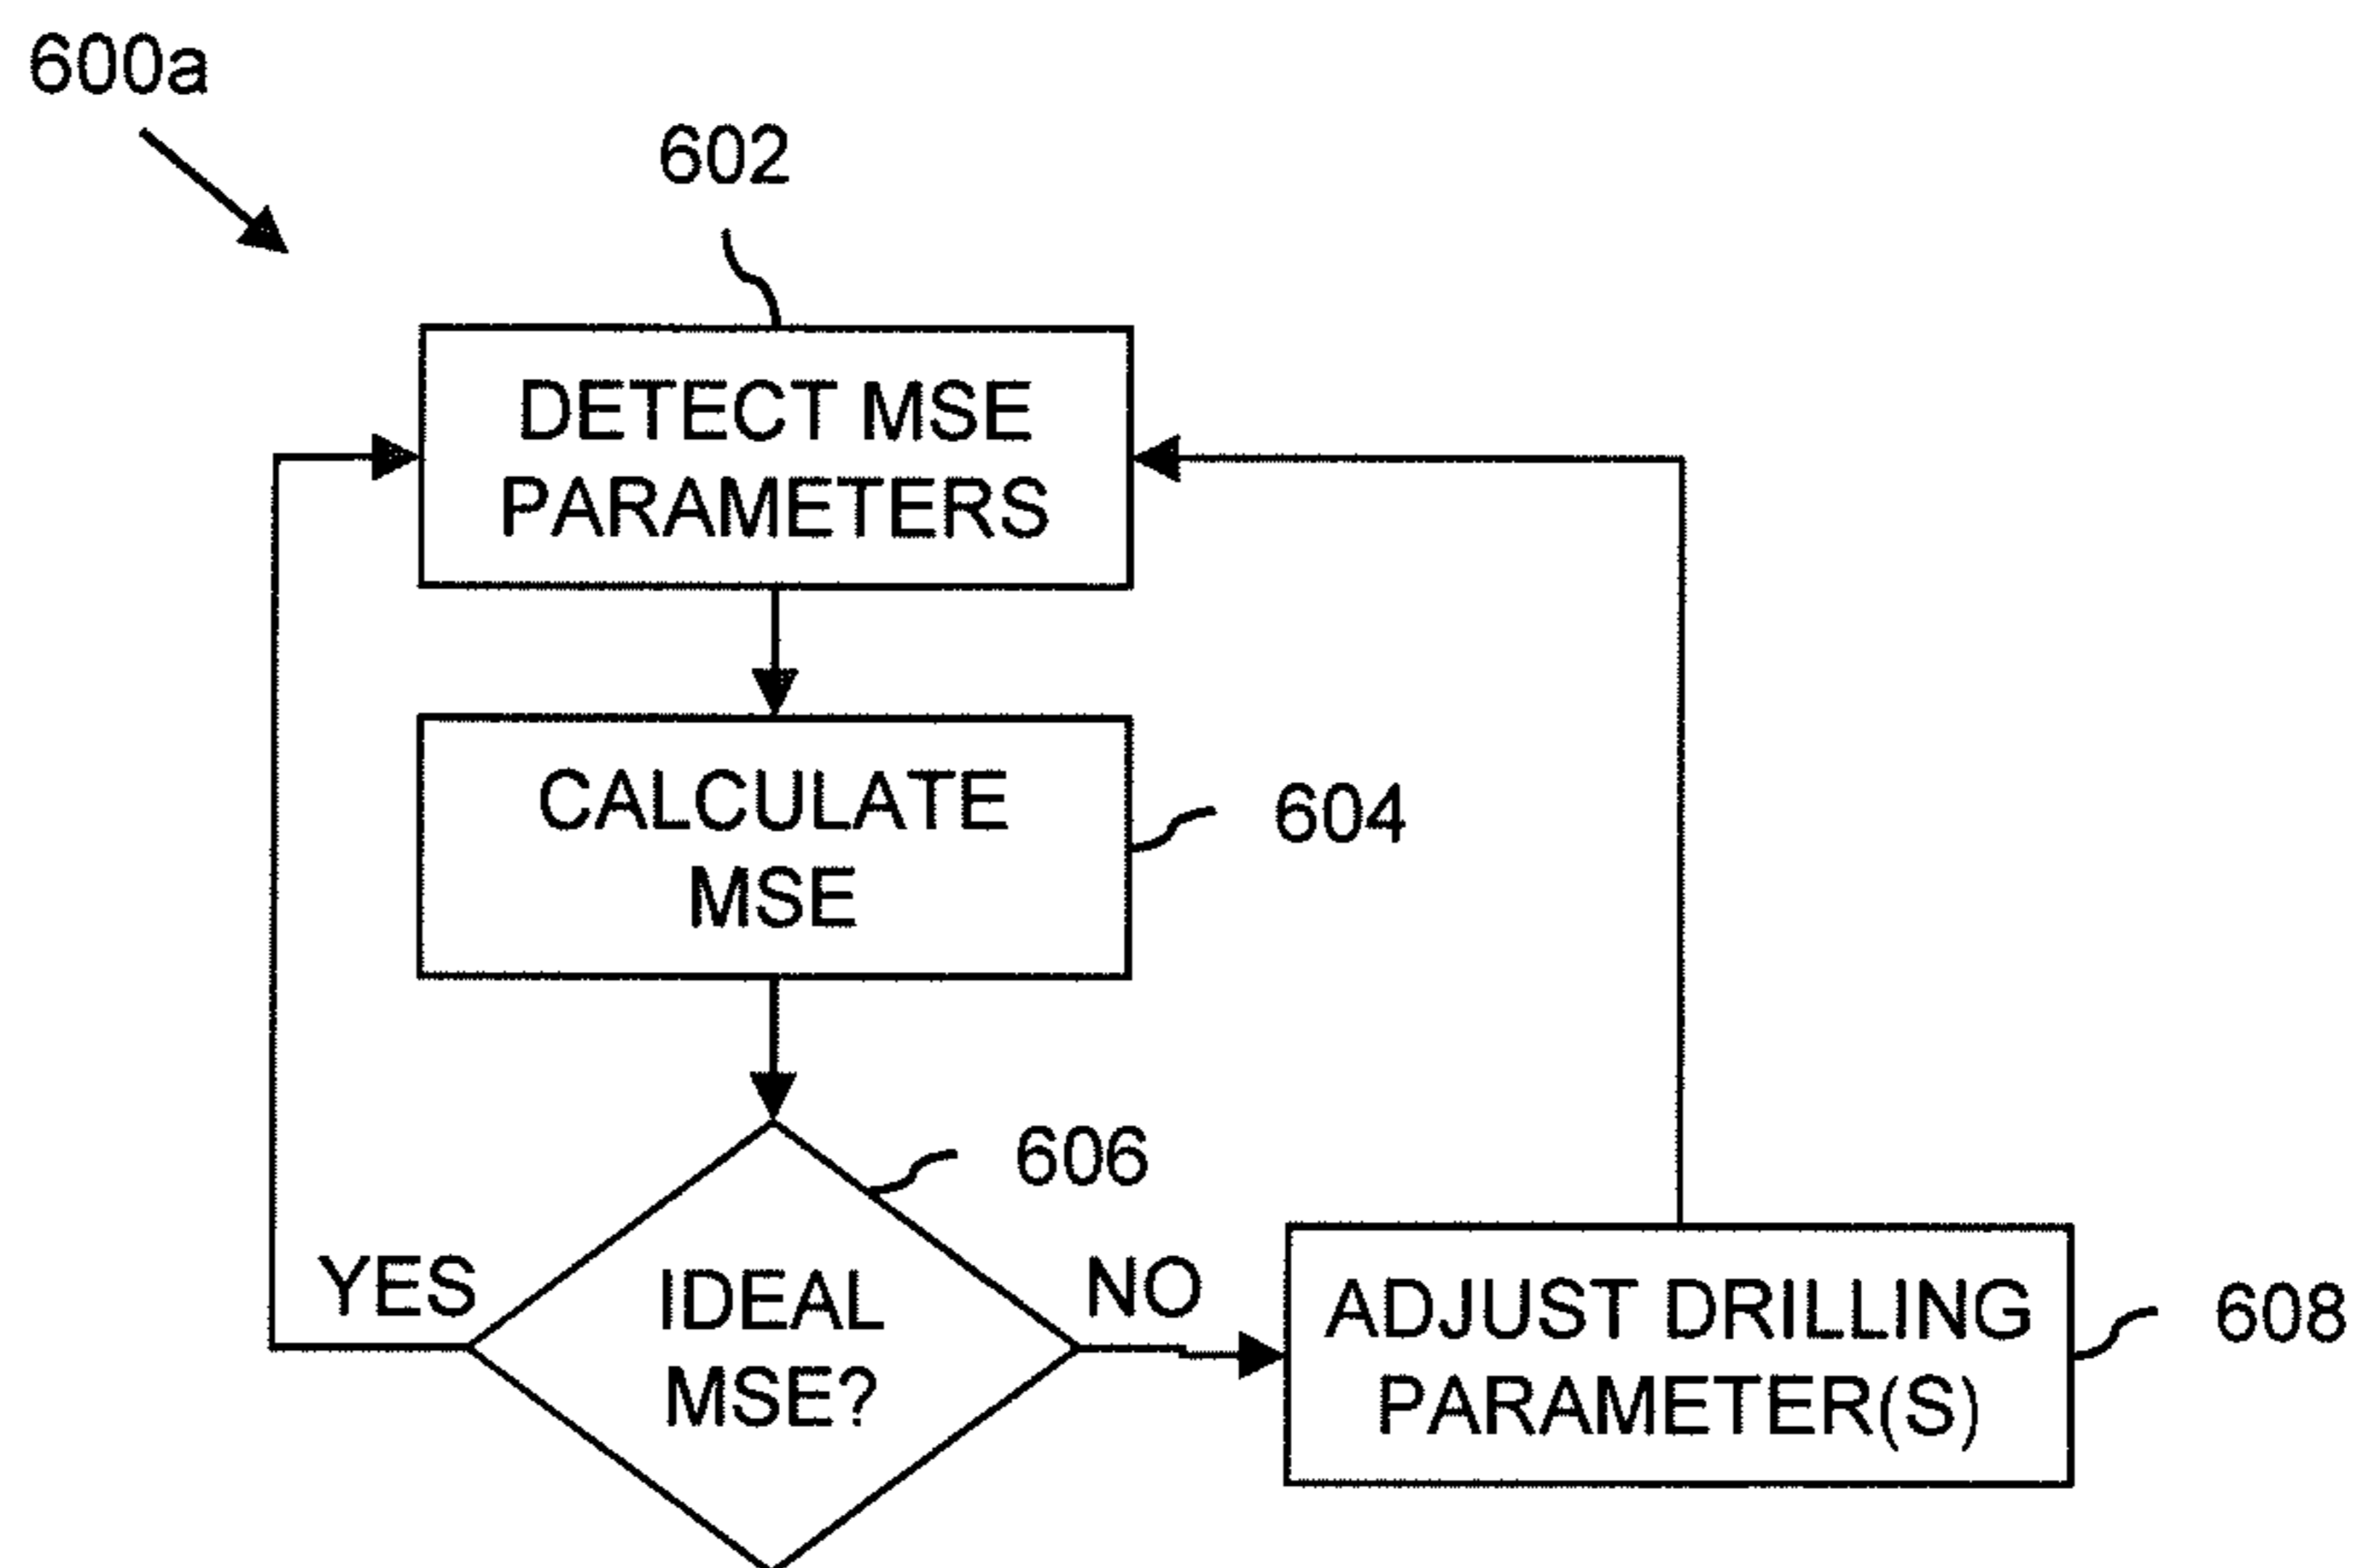 600a
602
DETECT MSE
PARAMETERS
CALCULATE
MSE
604
606
YES
IDEAL
MSE?
NO
ADJUST DRILLING
PARAMETER(S)
608